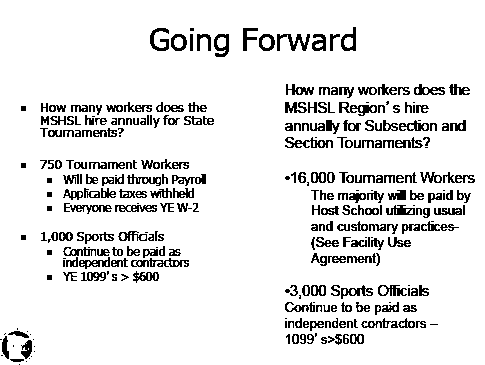 Going Forward
How many workers does the
MSHSL hire annually for State
Tournaments?
750 Tournament Workers
Will be paid through Payroll
Applicable taxes withheld
Everyone receives YE W-2
1,000 Sports Officials
Continue to be paid as
independent contractors
YE 1099's > $600
How many workers does the
MSHSL Region's hire
annually for Subsection and
Section Tournaments?
•16,000 Tournament Workers
The majority will be paid by
Host School utilizing usual
and customary practices-
(See Facility Use
Agreement)
•3,000 Sports Officials
Continue to be paid as
independent contractors –
1099's>$600